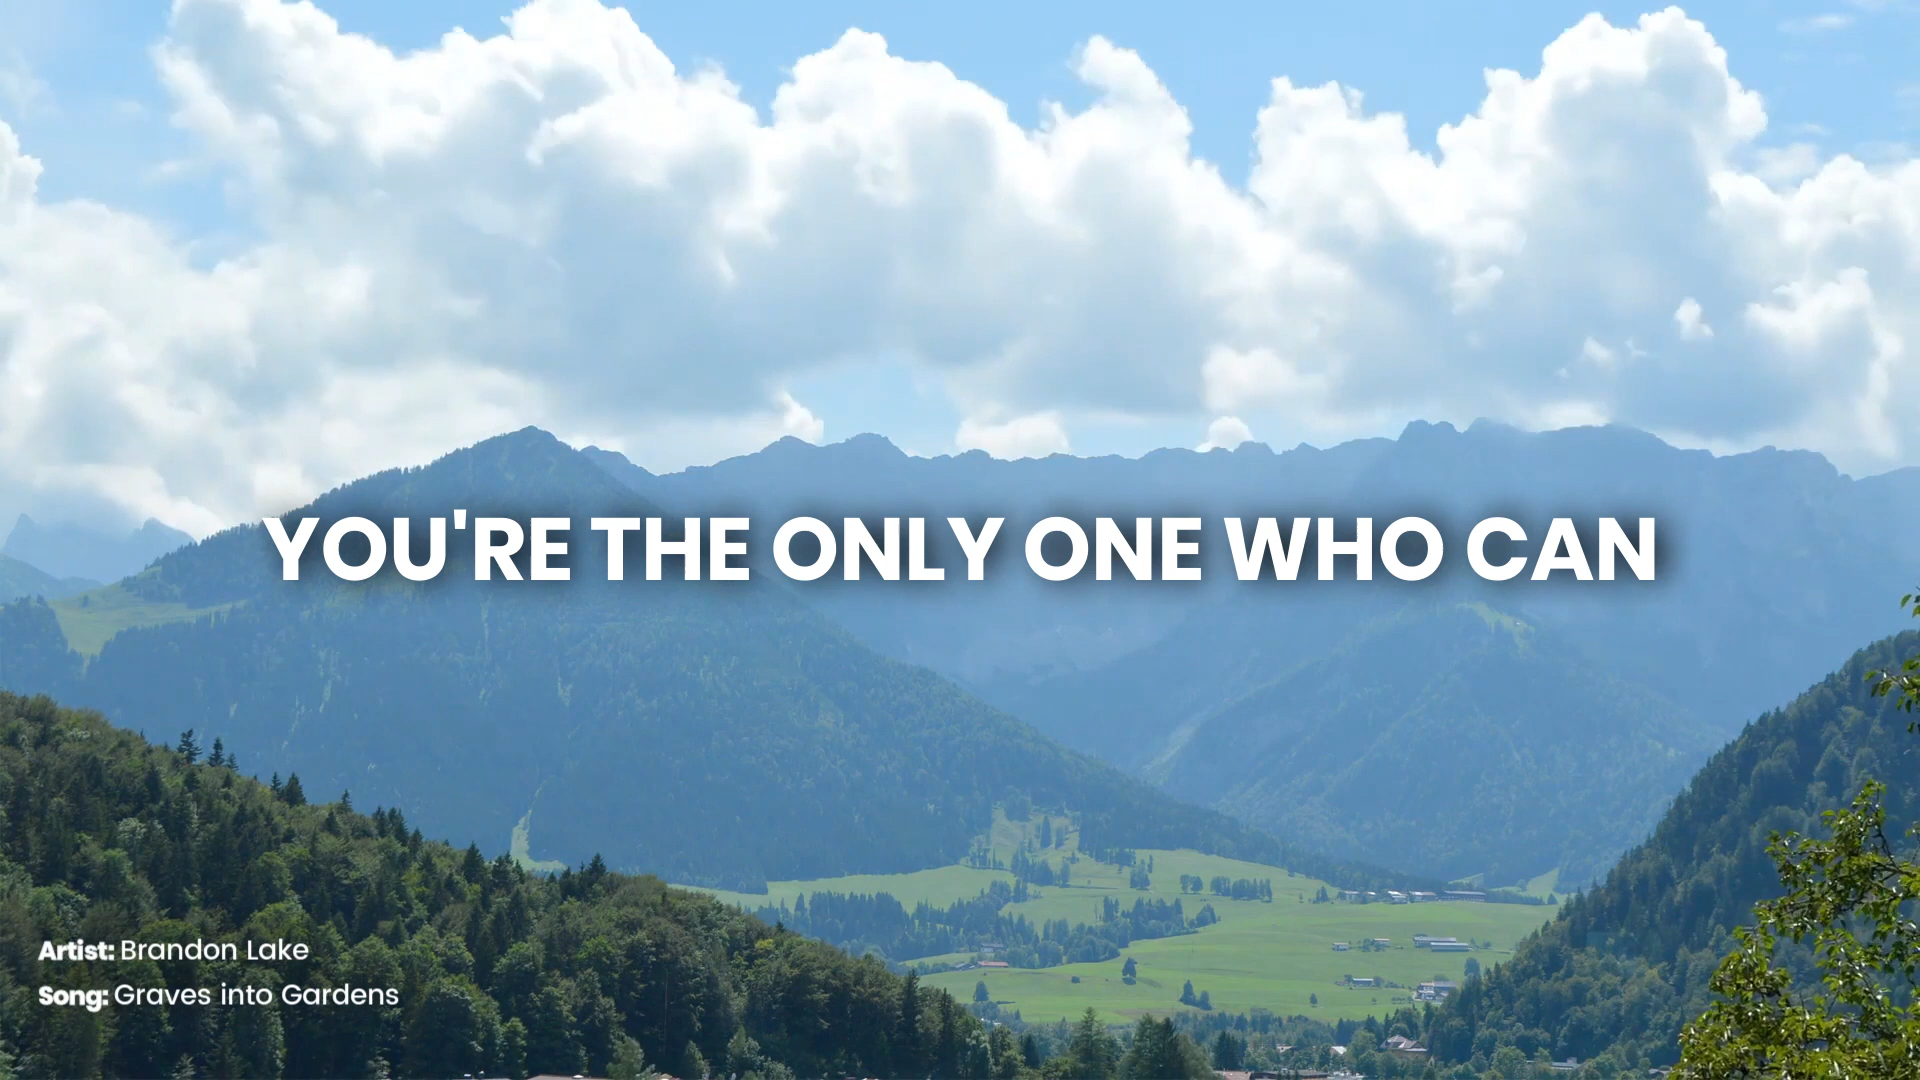 YOU'RE THE ONLY ONE WHO CAN
Artist: Brandon Lake
Song: Graves into Gardens